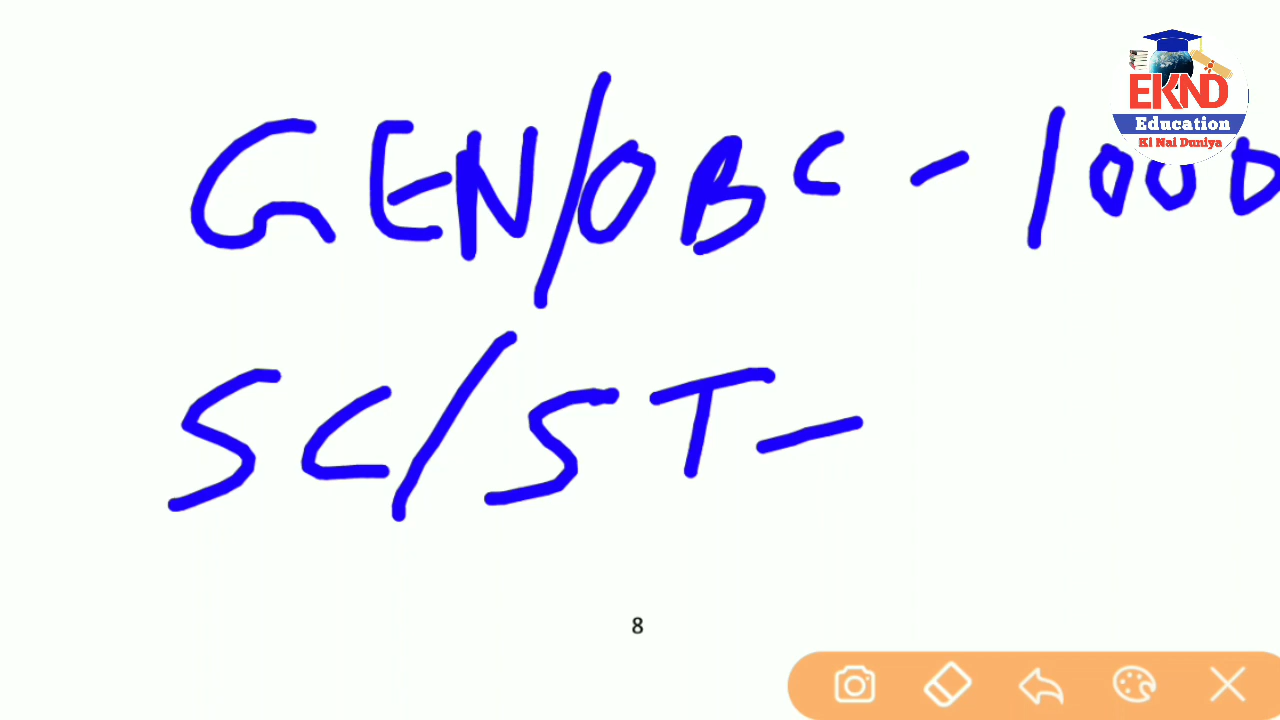 EKND
Education
Ki Nai Duniya
GEN/OBC - 1000
SC/ST-
8